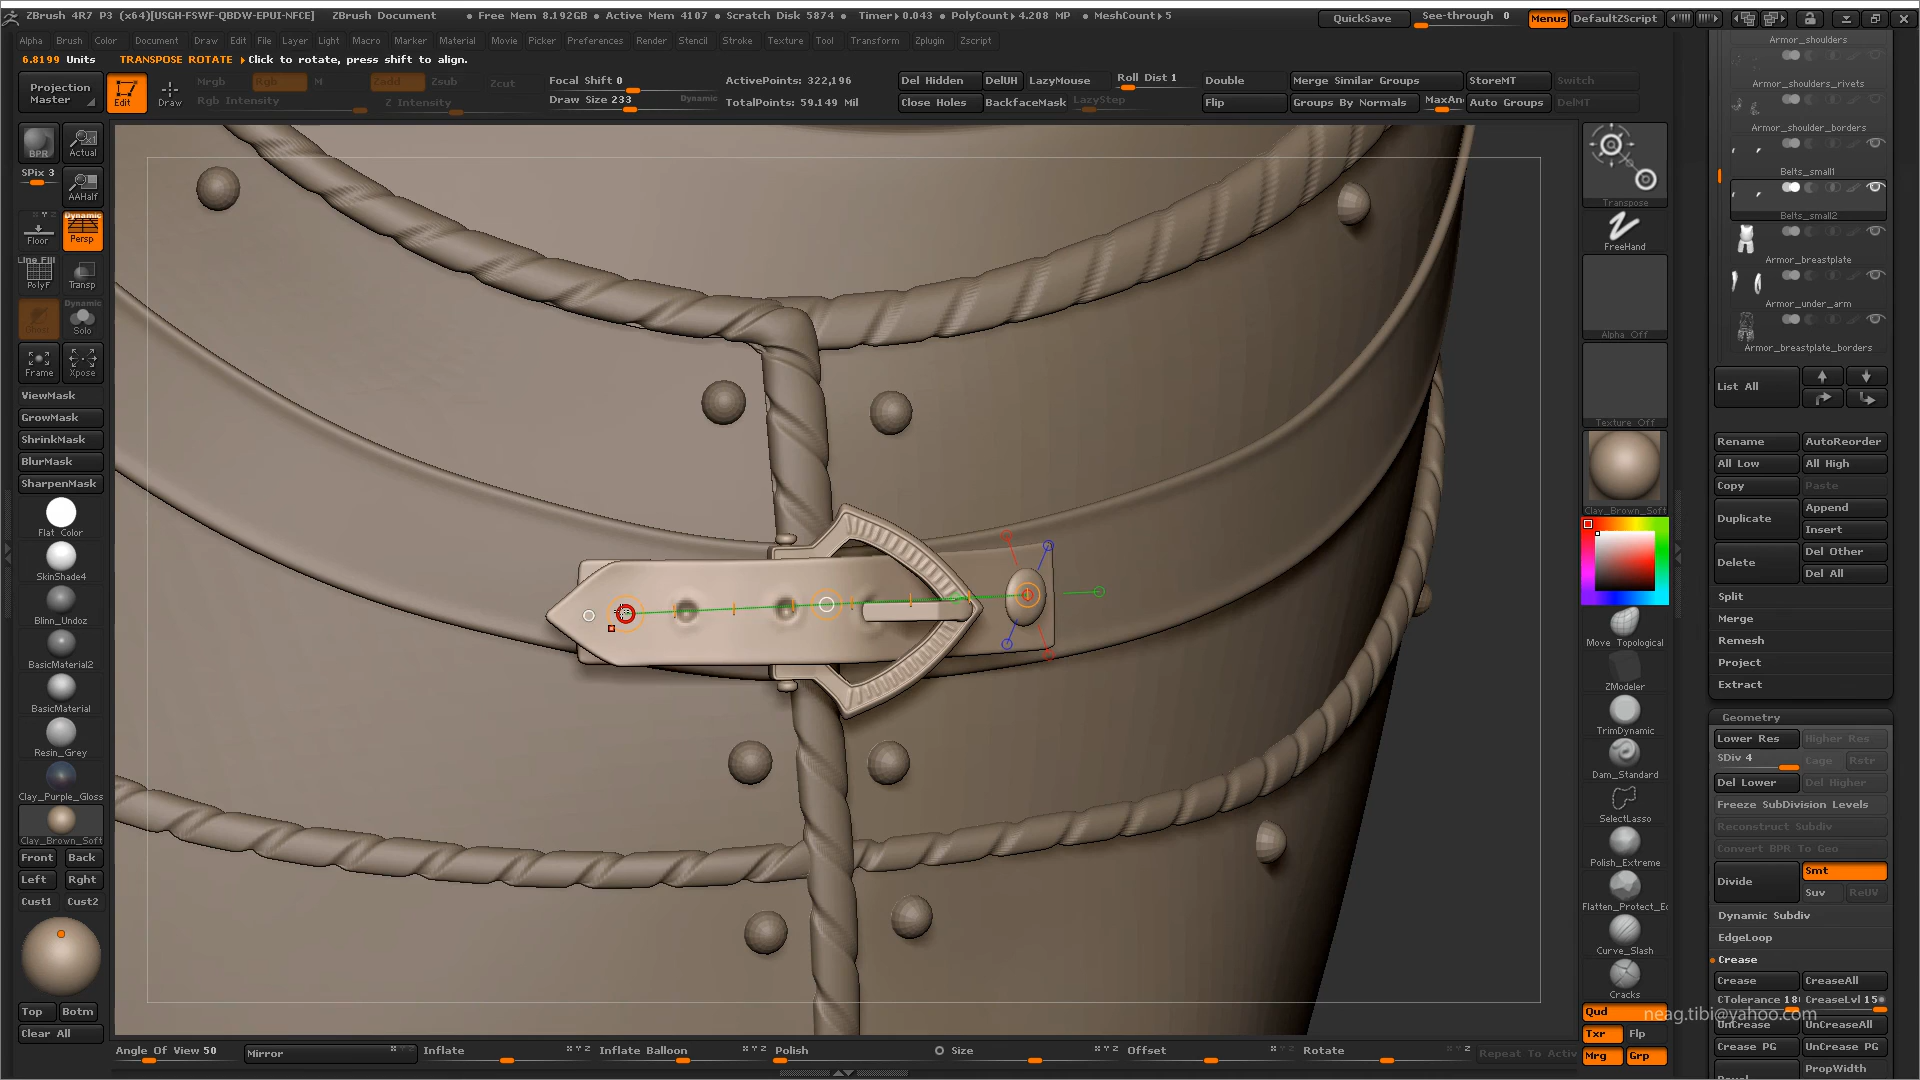 ZBrush 4R7 P3 (x64)[USGH-FSWF-QBDW-EPUI-NFCE] ZBrush Document • Free Mem 8.192GB • Active Mem 4107 • Scratch Disk 5874 • Timer▸0.043 • PolyCount▸4.208 MP • MeshCount▸5 QuickSave See-through 0 Menus DefaultZScript
Alpha Brush Color Document Draw Edit File Layer Light Macro Marker Material Movie Picker Preferences Render Stencil Stroke Texture Tool Transform Zplugin Zscript
6.8199 Units TRANSPOSE ROTATE ▸Click to rotate, press shift to align.
Projection Master Edit Draw
Mrgb Rgb M Zadd Zsub Zcut
Rgb Intensity Z Intensity
Focal Shift 0
Draw Size 233 Dynamic
ActivePoints: 322,196
TotalPoints: 59.149 Mil
Del Hidden DelUH LazyMouse Roll Dist 1 Double Merge Similar Groups StoreMT Switch
Close Holes BackfaceMask LazyStep Flip Groups By Normals MaxAn Auto Groups DelMT
BPR Actual
SPix 3 AAHalf
Floor
Dynamic
Persp
Line Fill
PolyF Transp
Ghost
Dynamic
Solo
Frame Xpose
ViewMask
GrowMask
ShrinkMask
BlurMask
SharpenMask
Flat Color
SkinShade4
Blinn_Undoz
BasicMaterial2
BasicMaterial
Resin_Grey
Clay_Purple_Gloss
Clay_Brown_Soft
Front Back
Left Rght
Cust1 Cust2
Top Botm
Clear All
Angle Of View 50 Mirror Inflate Inflate Balloon Polish Size Offset Rotate Repeat To Activ
Transpose
FreeHand
Alpha Off
Texture Off
Clay_Brown_Soft
Move Topological
ZModeler
TrimDynamic
Dam_Standard
SelectLasso
Polish_Extreme
Flatten_Protect_Ec
Curve_Slash
Cracks
Qud
Txr Flp
Mrg Grp
Armor_shoulders
Armor_shoulders_rivets
Armor_shoulder_borders
Belts_small1
Belts_small2
Armor_breastplate
Armor_under_arm
Armor_breastplate_borders
List All
Rename AutoReorder
All Low All High
Copy Paste
Duplicate Append
Insert
Delete Del Other
Del All
Split
Merge
Remesh
Project
Extract
Geometry
Lower Res Higher Res
SDiv 4 Cage Rstr
Del Lower Del Higher
Freeze SubDivision Levels
Reconstruct Subdiv
Convert BPR To Geo
Divide Smt
Suv ReUV
Dynamic Subdiv
EdgeLoop
Crease
Crease CreaseAll
CTolerance 18 CreaseLvl 15
neag.tibi@yahoo.com
UnCrease UnCreaseAll
Crease PG UnCrease PG
PropWidth